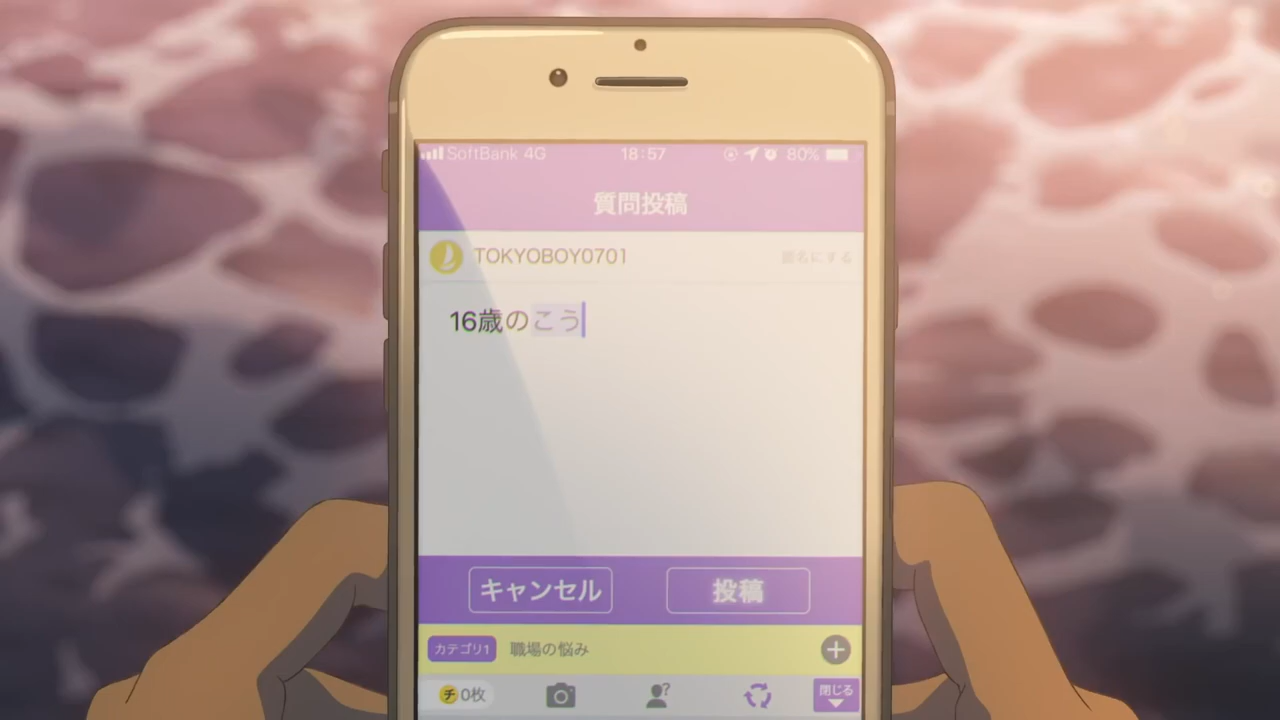 SoftBank 4G 18:57 80%
質問投稿
TOKYOBOY0701 匿名にする
16歳のこう
キャンセル 投稿
カテゴリ1 職場の悩み
チ 0枚 ? 閉じる